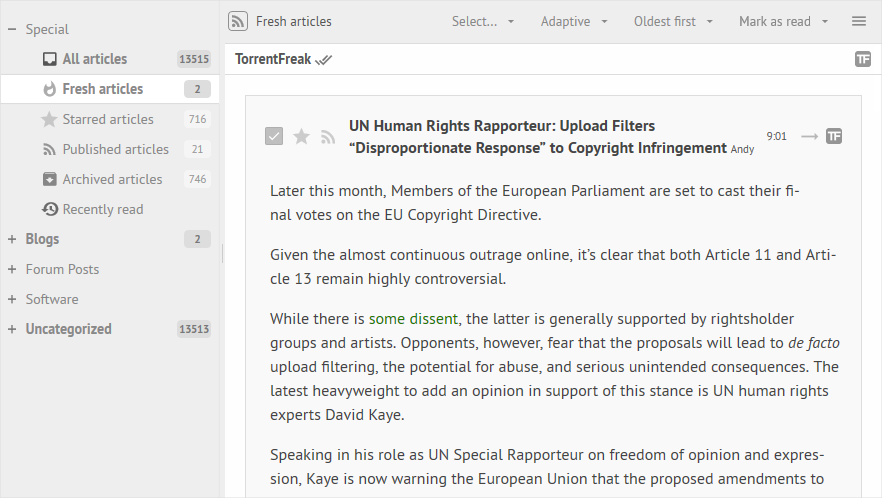 Special
All articles 13515
Fresh articles 2
Starred articles 716
Published articles 21
Archived articles 746
Recently read
Blogs 2
Forum Posts
Software
Uncategorized 13513
Fresh articles Select... Adaptive Oldest first Mark as read
TorrentFreak TF
UN Human Rights Rapporteur: Upload Filters
“Disproportionate Response” to Copyright Infringement Andy 9:01 TF
Later this month, Members of the European Parliament are set to cast their fi-
nal votes on the EU Copyright Directive.
Given the almost continuous outrage online, it’s clear that both Article 11 and Arti-
cle 13 remain highly controversial.
While there is some dissent, the latter is generally supported by rightsholder
groups and artists. Opponents, however, fear that the proposals will lead to de facto
upload filtering, the potential for abuse, and serious unintended consequences. The
latest heavyweight to add an opinion in support of this stance is UN human rights
experts David Kaye.
Speaking in his role as UN Special Rapporteur on freedom of opinion and expres-
sion, Kaye is now warning the European Union that the proposed amendments to